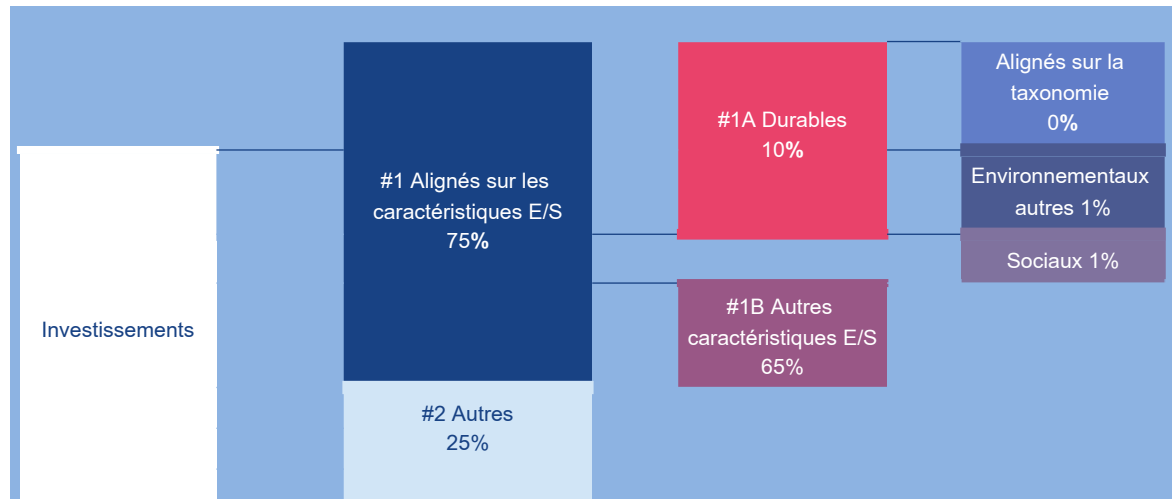 Investissements
#1 Alignés sur les
caractéristiques E/S
75%
#2 Autres
25%
#1A Durables
10%
#1B Autres
caractéristiques E/S
65%
Alignés sur la
taxonomie
0%
Environnementaux
autres 1%
Sociaux 1%